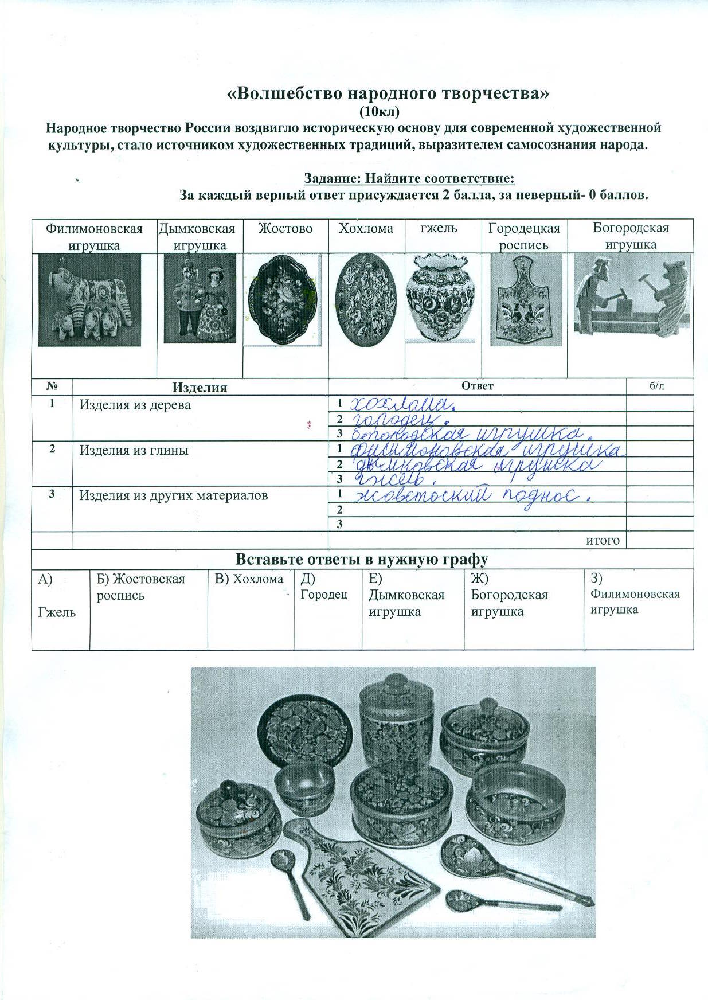 «Волшебство народного творчества»
(10кл)
Народное творчество России воздвигло историческую основу для современной художественной
культуры, стало источником художественных традиций, выразителем самосознания народа.
Задание: Найдите соответствие:
За каждый верный ответ присуждается 2 балла, за неверный- 0 баллов.
Филимоновская игрушка
Дымковская игрушка
Жостово
Хохлома
гжель
Городецкая роспись
Богородская игрушка
№ Изделия Ответ б/л
1 Изделия из дерева 1 хохлома.
2 городец.
3 богородская игрушка.
2 Изделия из глины 1 филимоновская игрушка
2 дымковская игрушка
3 гжель.
3 Изделия из других материалов 1 жовстоский поднос.
2
3
итого
Вставьте ответы в нужную графу
А)
Гжель
Б) Жостовская
роспись
В) Хохлома
Д)
Городец
Е)
Дымковская
игрушка
Ж)
Богородская
игрушка
З)
Филимоновская
игрушка